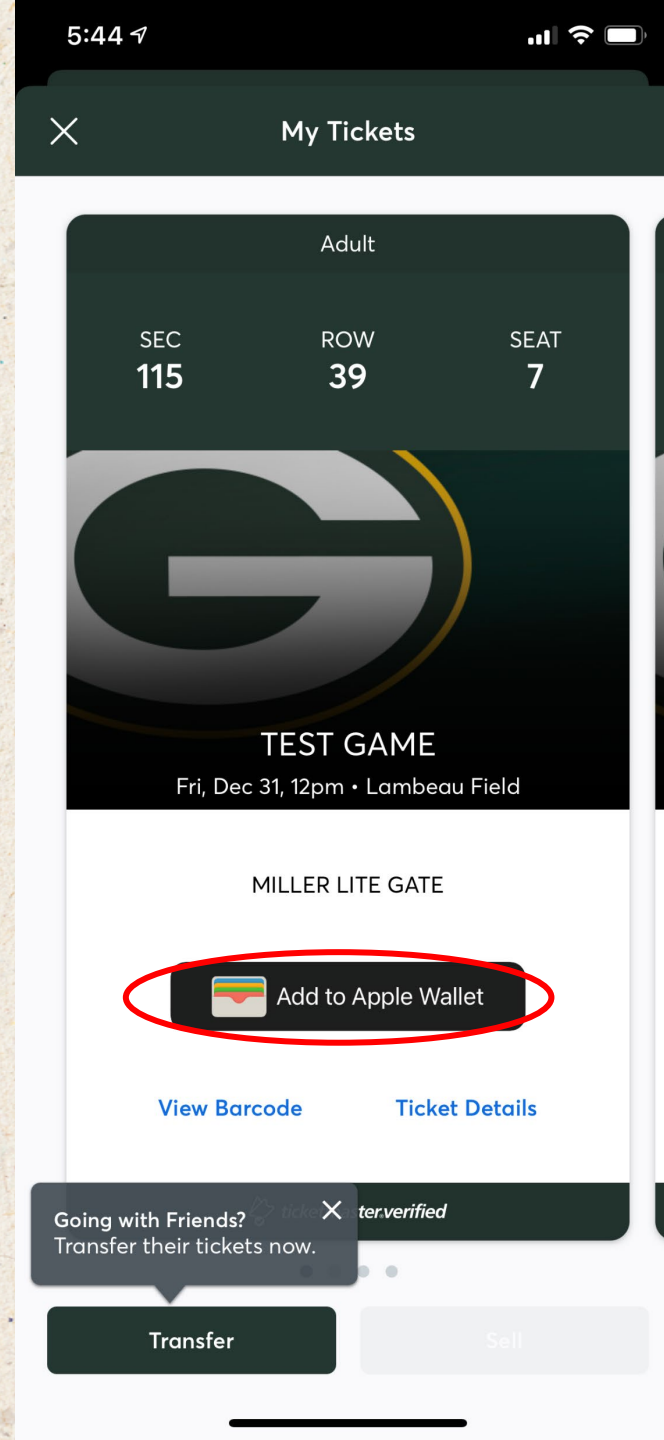 5:44
My Tickets
Adult
SEC ROW SEAT
115 39 7
G
TEST GAME
Fri, Dec 31, 12pm • Lambeau Field
MILLER LITE GATE
Add to Apple Wallet
View Barcode Ticket Details
ter.verified
Going with Friends?
Transfer their tickets now.
Transfer Sell